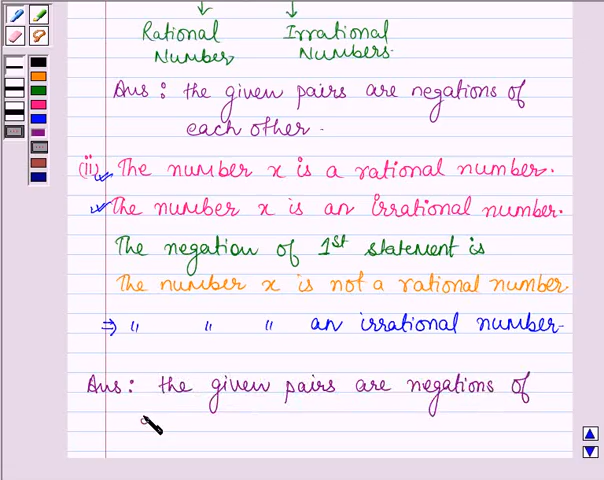 Rational Irrational
Number Numbers.
Ans : the given pairs are negations of
each other.
(ii) The number x is a rational number.
The number x is an irrational number.
The negation of 1st statement is
The number x is not a rational number
⇒ " " " an irrational number
Ans : the given pairs are negations of